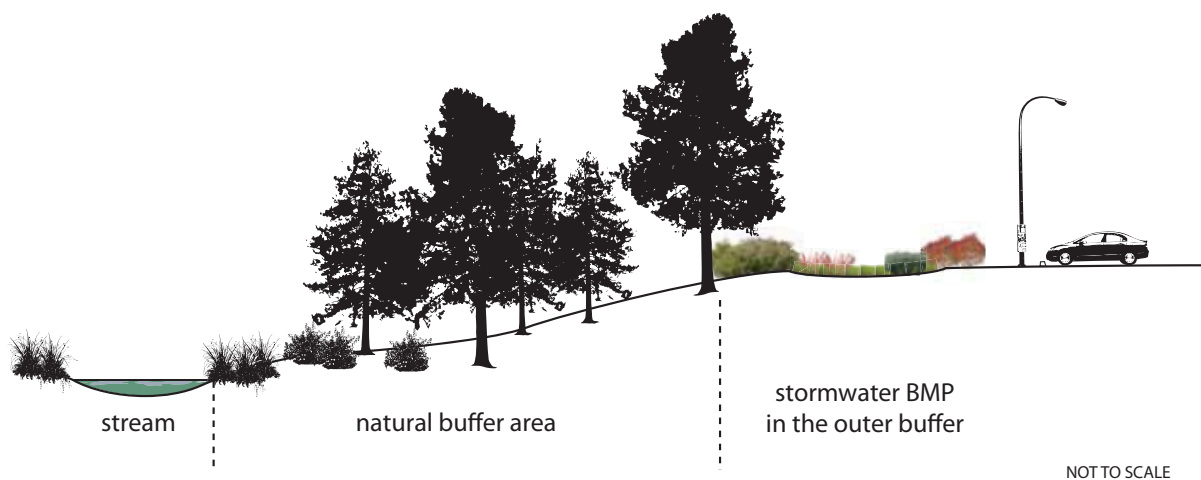 stream
natural buffer area
stormwater BMP
in the outer buffer
NOT TO SCALE